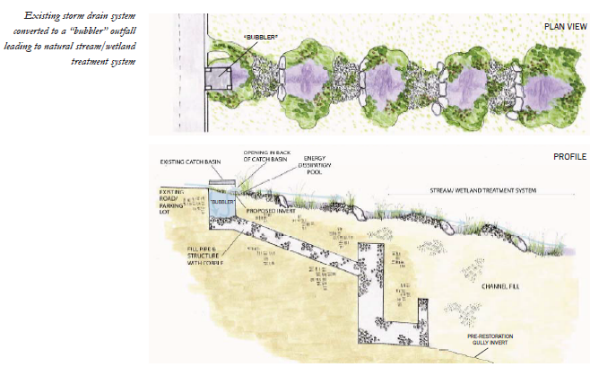 Existing storm drain system
converted to a "bubbler" outfall
leading to natural stream/wetland
treatment system
PLAN VIEW
"BUBBLER"
PROFILE
OPENING IN BACK
OF CATCH BASIN
ENERGY
DISSIPATION
POOL
EXISTING CATCH BASIN
STREAM/ WETLAND TREATMENT SYSTEM
EXISTING
ROAD/
PARKING
LOT
"BUBBLER"
PROPOSED INVERT
FILL PIPE &
STRUCTURE
WITH COBBLE
CHANNEL FILL
PRE-RESTORATION
GULLY INVERT